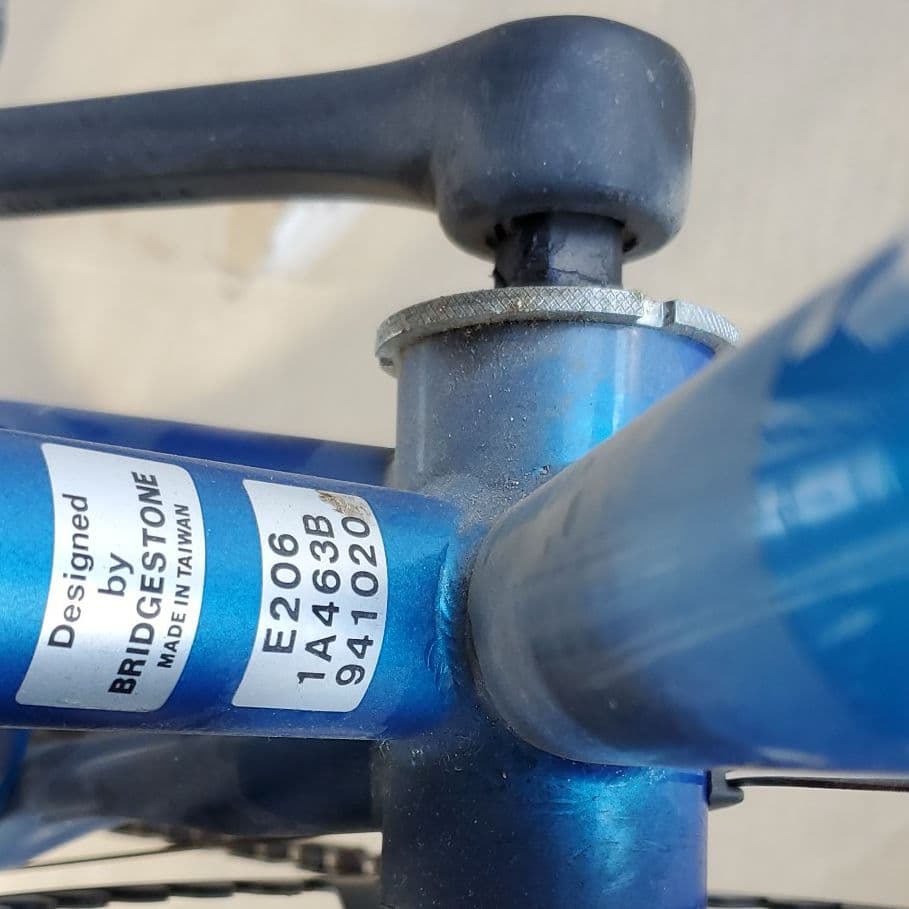 Designed
by
BRIDGESTONE
MADE IN TAIWAN
E206
1A463B
941020